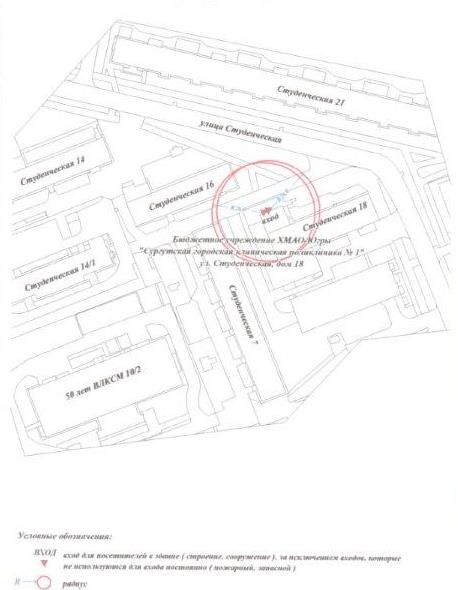 Студенческая 21
улица Студенческая
Студенческая 14
Студенческая 16
Студенческая 18
вход
Бюджетное учреждение ХМАО-Югры
"Сургутская городская клиническая поликлиника № 1"
ул. Студенческая, дом 18
Студенческая 14/1
Студенческая 7
50 лет ВЛКСМ 10/2
Условные обозначения:
ВХОД вход для посетителей в здание ( строение, сооружение ), за исключением входов, которые
не используются для входа постоянно ( пожарный, запасной )
R радиус